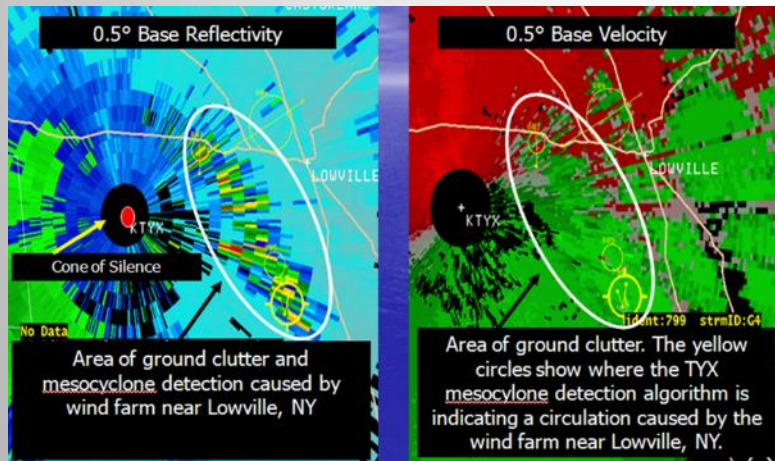 0.5° Base Reflectivity
LOWVILLE
KTYX
Cone of Silence
No Data
Area of ground clutter and
mesocyclone detection caused by
wind farm near Lowville, NY
0.5° Base Velocity
LOWVILLE
KTYX
ident:799 strmID:G4
Area of ground clutter. The yellow
circles show where the TYX
mesocylone detection algorithm is
indicating a circulation caused by the
wind farm near Lowville, NY.